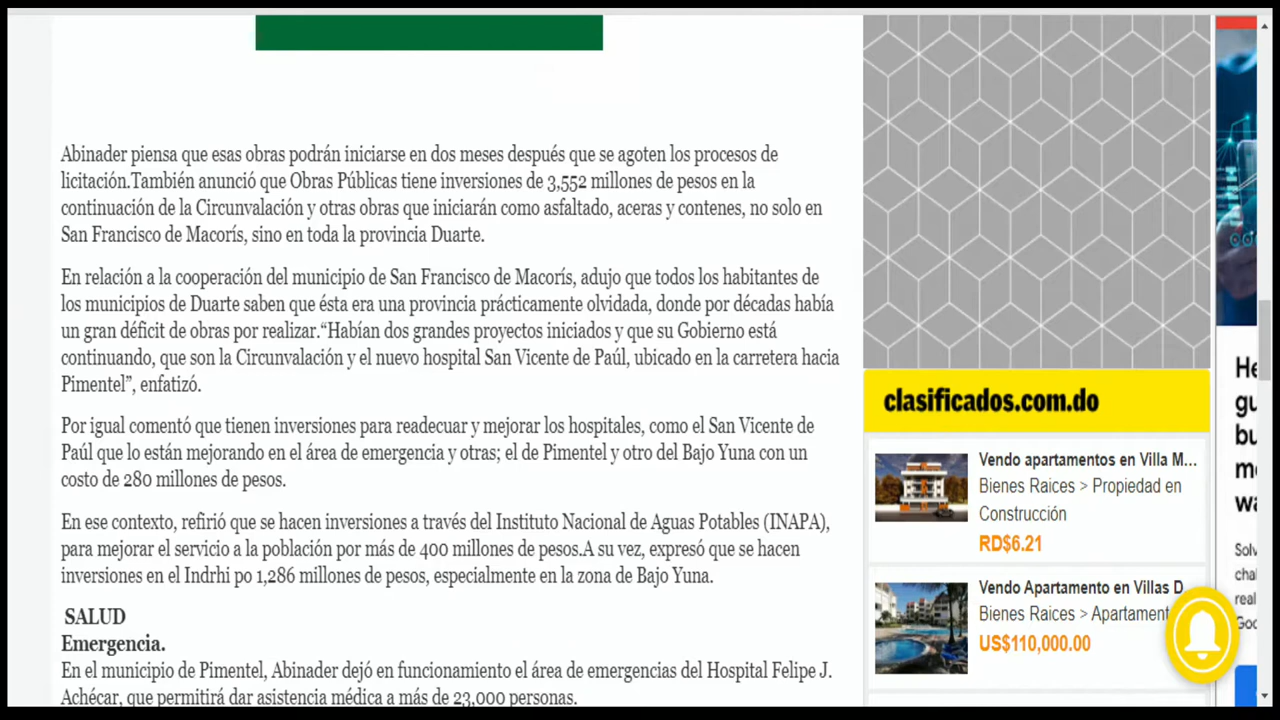 Abinader piensa que esas obras podrán iniciarse en dos meses después que se agoten los procesos de
licitación.También anunció que Obras Públicas tiene inversiones de 3,552 millones de pesos en la
continuación de la Circunvalación y otras obras que iniciarán como asfaltado, aceras y contenes, no solo en
San Francisco de Macorís, sino en toda la provincia Duarte.
En relación a la cooperación del municipio de San Francisco de Macorís, adujo que todos los habitantes de
los municipios de Duarte saben que ésta era una provincia prácticamente olvidada, donde por décadas había
un gran déficit de obras por realizar.“Habían dos grandes proyectos iniciados y que su Gobierno está
continuando, que son la Circunvalación y el nuevo hospital San Vicente de Paúl, ubicado en la carretera hacia
Pimentel”, enfatizó.
Por igual comentó que tienen inversiones para readecuar y mejorar los hospitales, como el San Vicente de
Paúl que lo están mejorando en el área de emergencia y otras; el de Pimentel y otro del Bajo Yuna con un
costo de 280 millones de pesos.
En ese contexto, refirió que se hacen inversiones a través del Instituto Nacional de Aguas Potables (INAPA),
para mejorar el servicio a la población por más de 400 millones de pesos.A su vez, expresó que se hacen
inversiones en el Indrhi po 1,286 millones de pesos, especialmente en la zona de Bajo Yuna.
SALUD
Emergencia.
En el municipio de Pimentel, Abinader dejó en funcionamiento el área de emergencias del Hospital Felipe J.
Achécar, que permitirá dar asistencia médica a más de 23,000 personas.
clasificados.com.do
Vendo apartamentos en Villa M...
Bienes Raices > Propiedad en
Construcción
RD$6.21
Vendo Apartamento en Villas D
Bienes Raices > Apartament
US$110,000.00
He
gu
bu
me
wa
Solv
chal
real
Goo